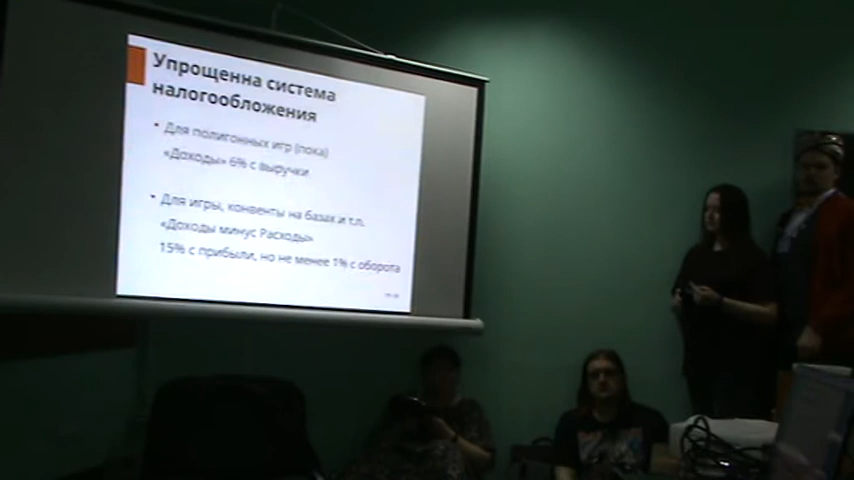 Упрощенна система
налогообложения
Для полигонных игр (пока)
«Доходы» 6% с выручки
Для игры, конвенты на базах и т.п.
«Доходы минус Расходы»
15% с прибыли, но не менее 1% с оборота